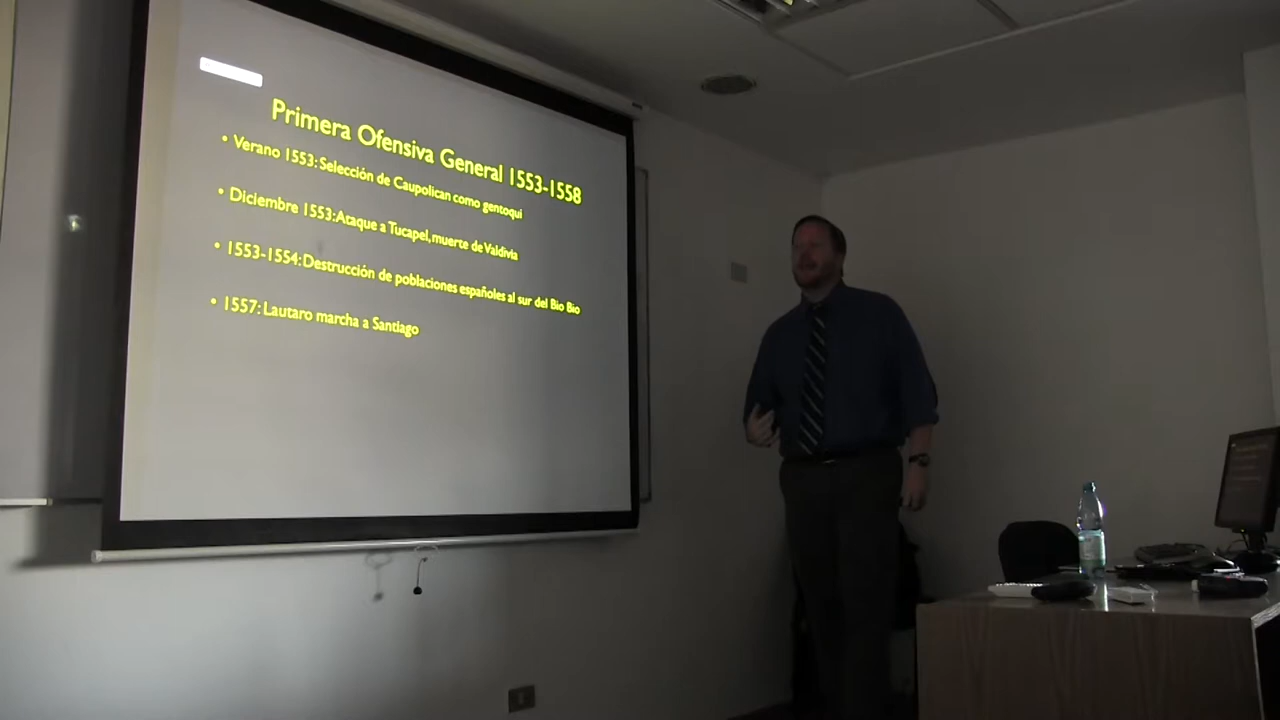 Primera Ofensiva General 1553-1558
• Verano 1553: Selección de Caupolican como gentoqui
• Diciembre 1553: Ataque a Tucapel, muerte de Valdivia
• 1553-1554: Destrucción de poblaciones españoles al sur del Bio Bio
• 1557: Lautaro marcha a Santiago